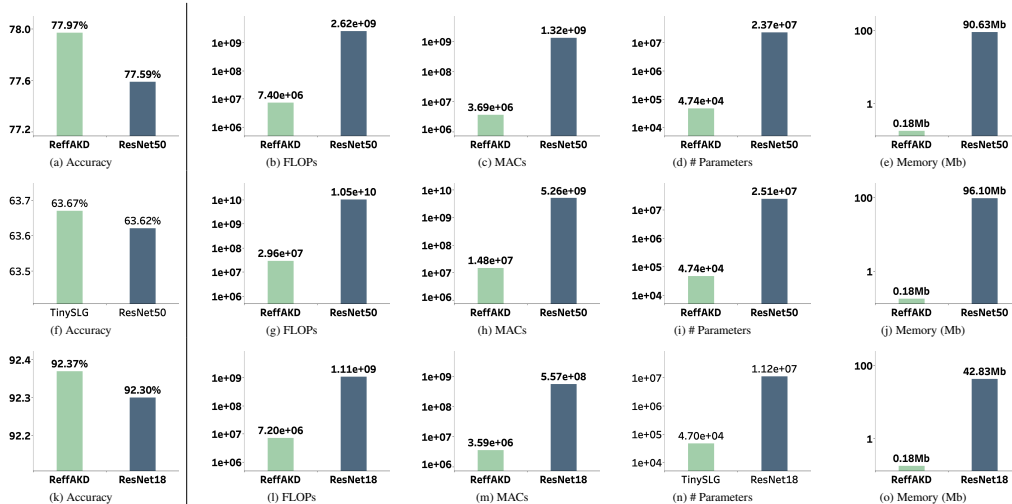 78.0
77.6
77.2
77.97%
77.59%
ReffAKD ResNet50
(a) Accuracy
1e+09
1e+08
1e+07
1e+06
7.40e+06
2.62e+09
ReffAKD ResNet50
(b) FLOPs
1e+09
1e+08
1e+07
1e+06
3.69e+06
1.32e+09
ReffAKD ResNet50
(c) MACs
1e+07
1e+06
1e+05
1e+04
4.74e+04
2.37e+07
ReffAKD ResNet50
(d) # Parameters
100
1
0.18Mb
90.63Mb
ReffAKD ResNet50
(e) Memory (Mb)
63.7
63.6
63.5
63.67%
63.62%
TinySLG ResNet50
(f) Accuracy
1e+10
1e+09
1e+08
1e+07
1e+06
2.96e+07
1.05e+10
ReffAKD ResNet50
(g) FLOPs
1e+10
1e+09
1e+08
1e+07
1e+06
1.48e+07
5.26e+09
ReffAKD ResNet50
(h) MACs
1e+07
1e+06
1e+05
1e+04
4.74e+04
2.51e+07
ReffAKD ResNet50
(i) # Parameters
100
1
0.18Mb
96.10Mb
ReffAKD ResNet50
(j) Memory (Mb)
92.4
92.3
92.2
92.37%
92.30%
ReffAKD ResNet18
(k) Accuracy
1e+09
1e+08
1e+07
1e+06
7.20e+06
1.11e+09
ReffAKD ResNet18
(l) FLOPs
1e+09
1e+08
1e+07
1e+06
3.59e+06
5.57e+08
ReffAKD ResNet18
(m) MACs
1e+07
1e+06
1e+05
1e+04
4.70e+04
1.12e+07
TinySLG ResNet18
(n) # Parameters
100
1
0.18Mb
42.83Mb
ReffAKD ResNet18
(o) Memory (Mb)